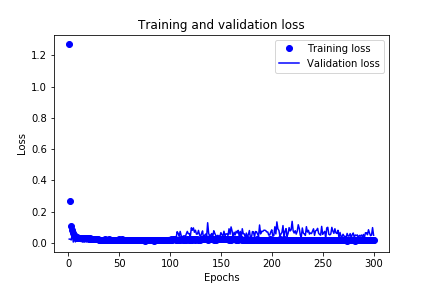 Training and validation loss
Training loss
Validation loss
1.2
1.0
0.8
0.6
0.4
0.2
0.0
Loss
0 50 100 150 200 250 300
Epochs